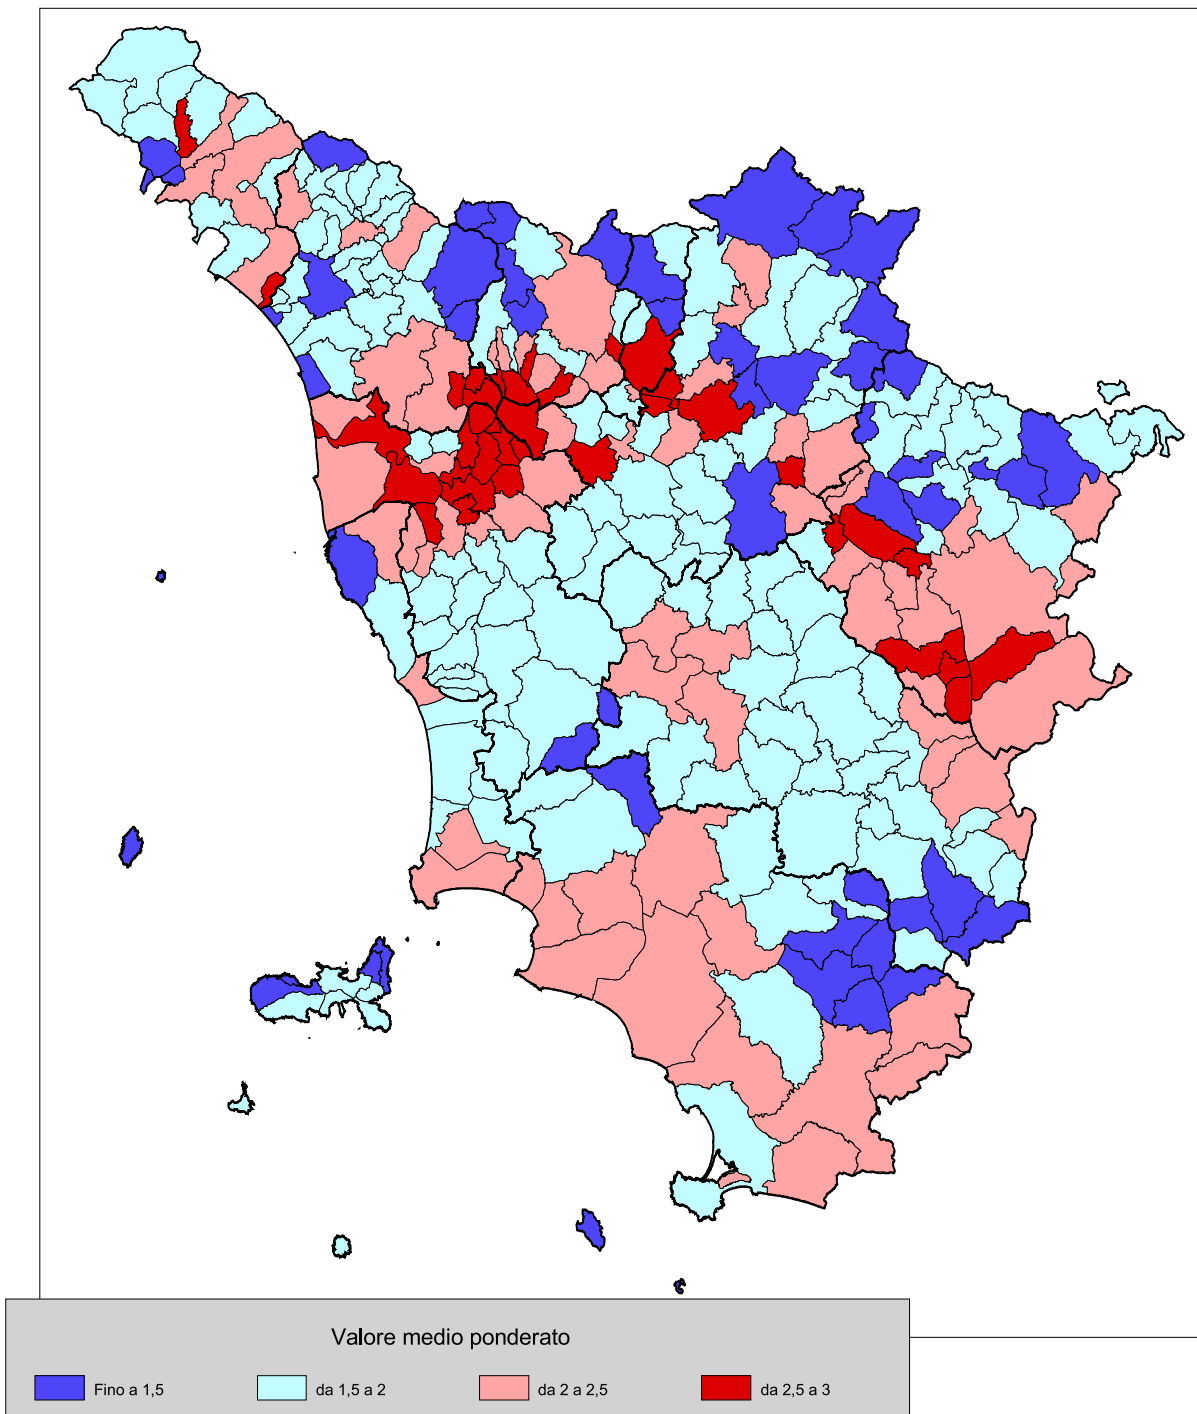 Valore medio ponderato
Fino a 1,5
da 1,5 a 2
da 2 a 2,5
da 2,5 a 3